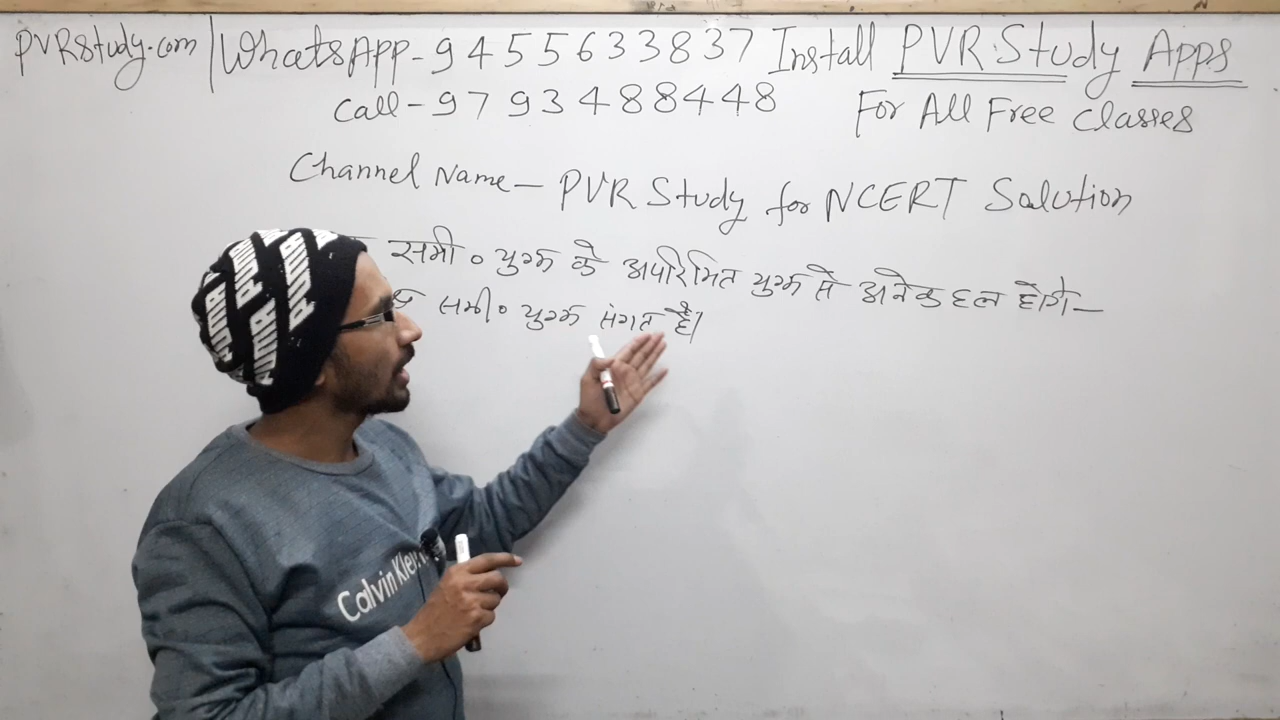 PVRstudy.com | WhatsApp - 9455633837 Install PVR Study Apps
Call - 9793488448 For All Free Classes
Channel Name - PVR Study for NCERT Salution
समी० युग्म के अपरिमित युग्म से अनेक हल होंगे -
समी० युग्म संगत है।
PUMA
PUMA
PUMA
Calvin Klein